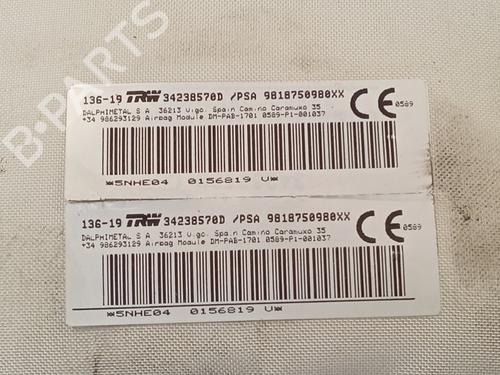 136-19 TRW 34238570D /PSA 9818750980XX
DALPHIMETAL S A 36213 Vigo. Spain Camino Caramuxo 35
+34 986293129 Airbag Module DM-PAB-1701 0589-P1-001037
CE 0589
*5NHE04 0156819 V*
136-19 TRW 34238570D /PSA 9818750980XX
DALPHIMETAL S A 36213 Vigo. Spain Camino Caramuxo 35
+34 986293129 Airbag Module DM-PAB-1701 0589-P1-001037
CE 0589
*5NHE04 0156819 V*
B-PARTS